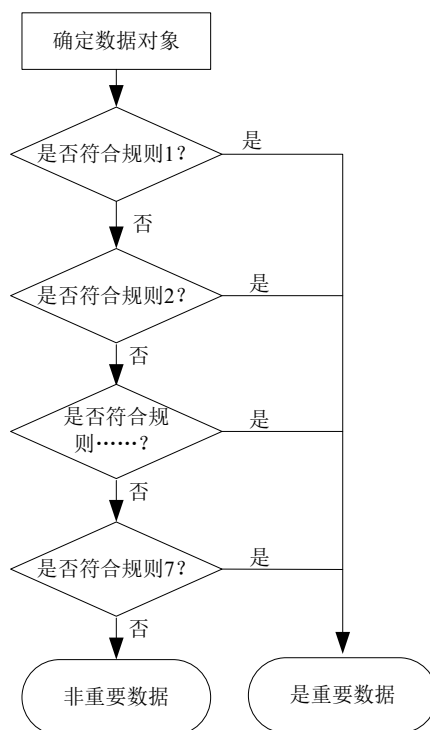 确定数据对象
是否符合规则1?
是
否
是否符合规则2?
是
否
是否符合规
则……?
是
否
是否符合规则7?
是
否
非重要数据
是重要数据